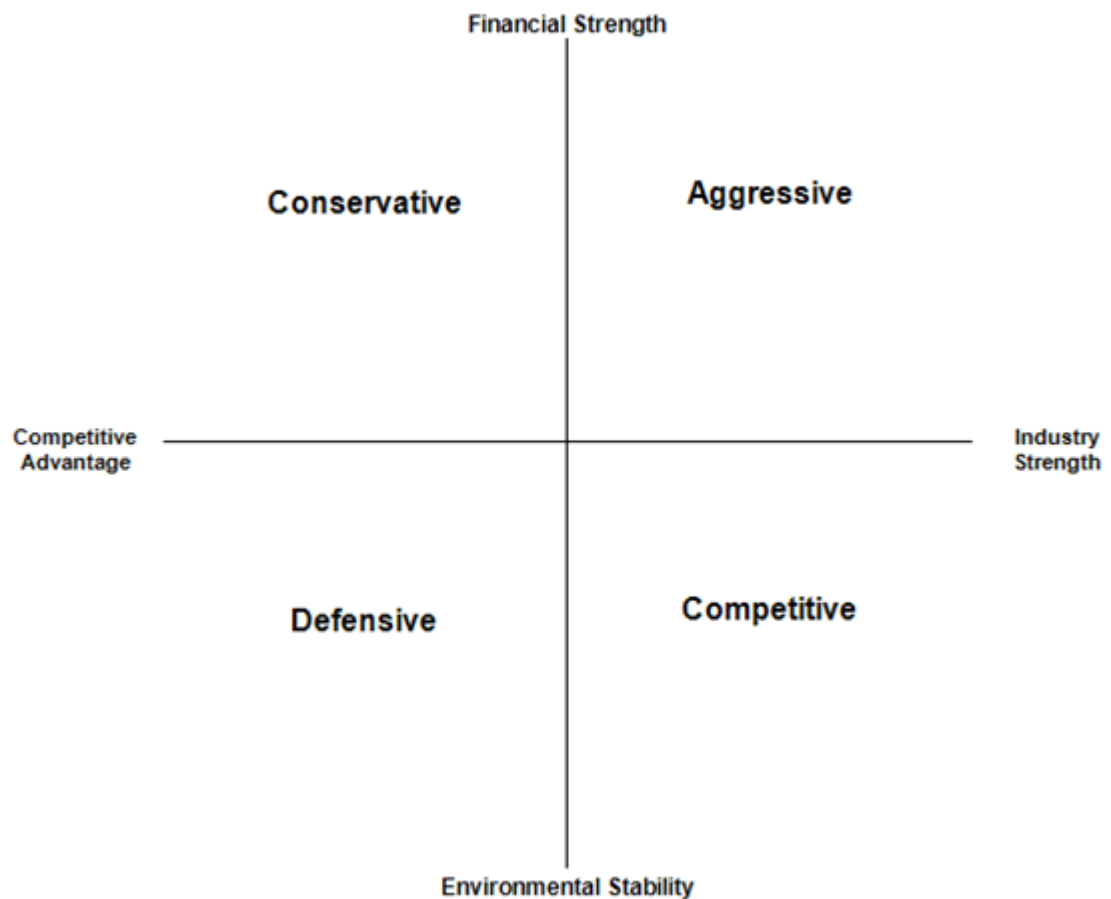 Financial Strength
Conservative
Aggressive
Competitive
Advantage
Industry
Strength
Defensive
Competitive
Environmental Stability